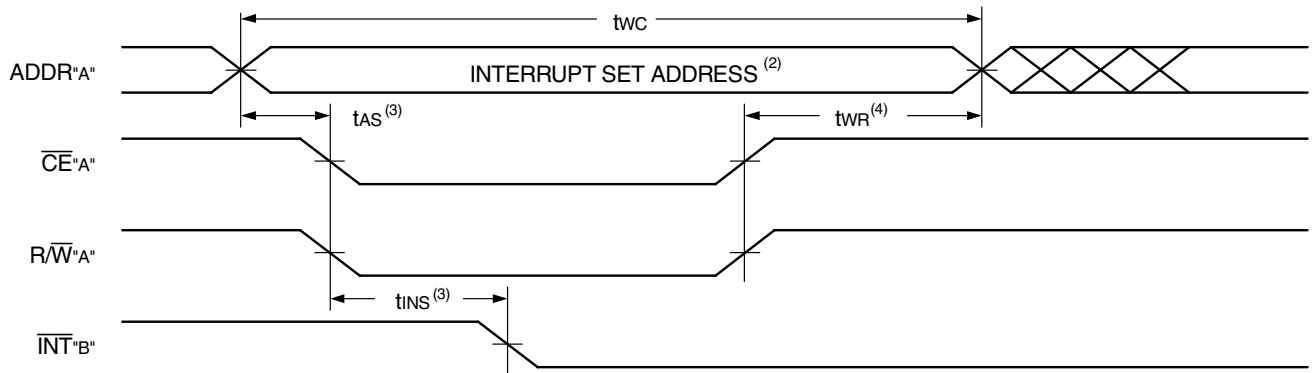 tWC
ADDR"A"
INTERRUPT SET ADDRESS (2)
tAS(3)
tWR(4)
CE"A"
R/W"A"
tINS(3)
INT"B"